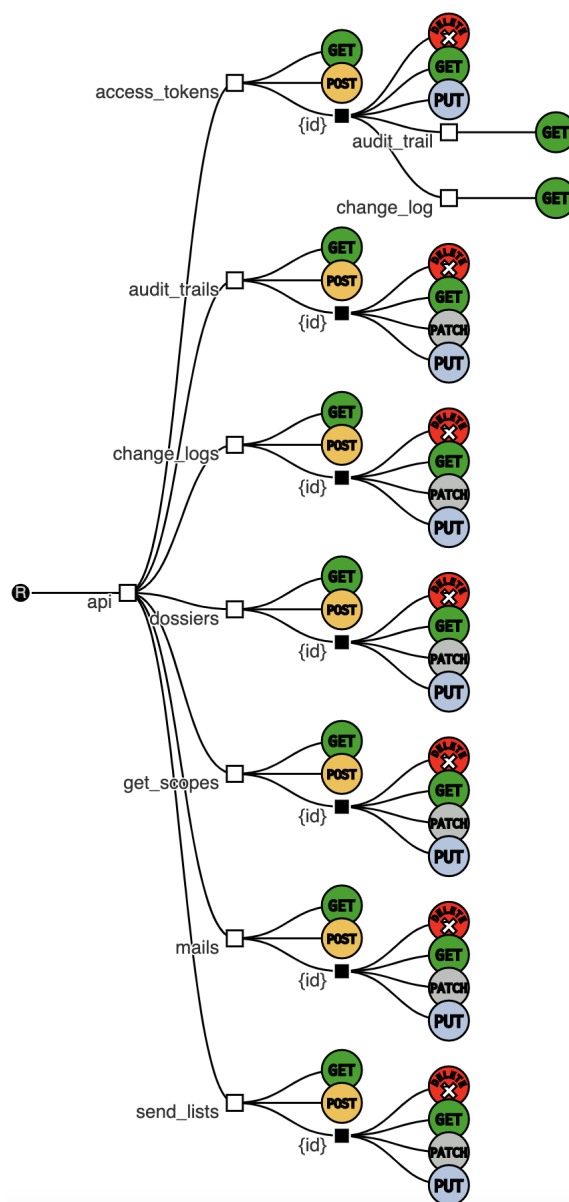 GET
DELETE
POST
GET
access_tokens
PUT
{id}
audit_trail
GET
change_log
GET
GET
DELETE
POST
GET
audit_trails
{id}
PATCH
PUT
GET
DELETE
POST
GET
change_logs
{id}
PATCH
PUT
R
api
GET
DELETE
POST
GET
dossiers
{id}
PATCH
PUT
GET
DELETE
POST
GET
get_scopes
{id}
PATCH
PUT
GET
DELETE
POST
GET
mails
{id}
PATCH
PUT
GET
DELETE
POST
GET
send_lists
{id}
PATCH
PUT